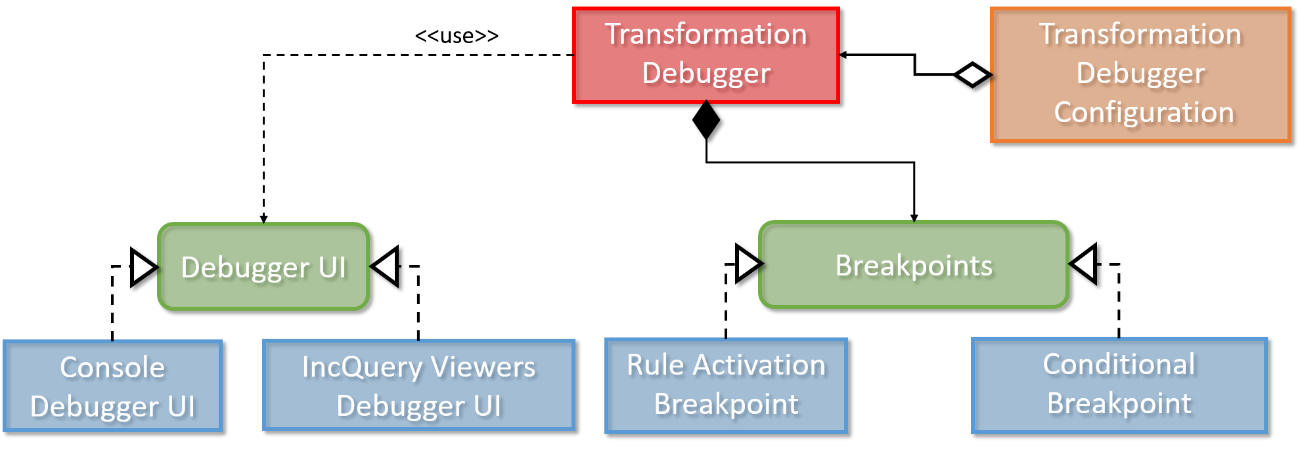 <<use>>
Transformation
Debugger
Transformation
Debugger
Configuration
Debugger UI
Breakpoints
Console
Debugger UI
IncQuery Viewers
Debugger UI
Rule Activation
Breakpoint
Conditional
Breakpoint